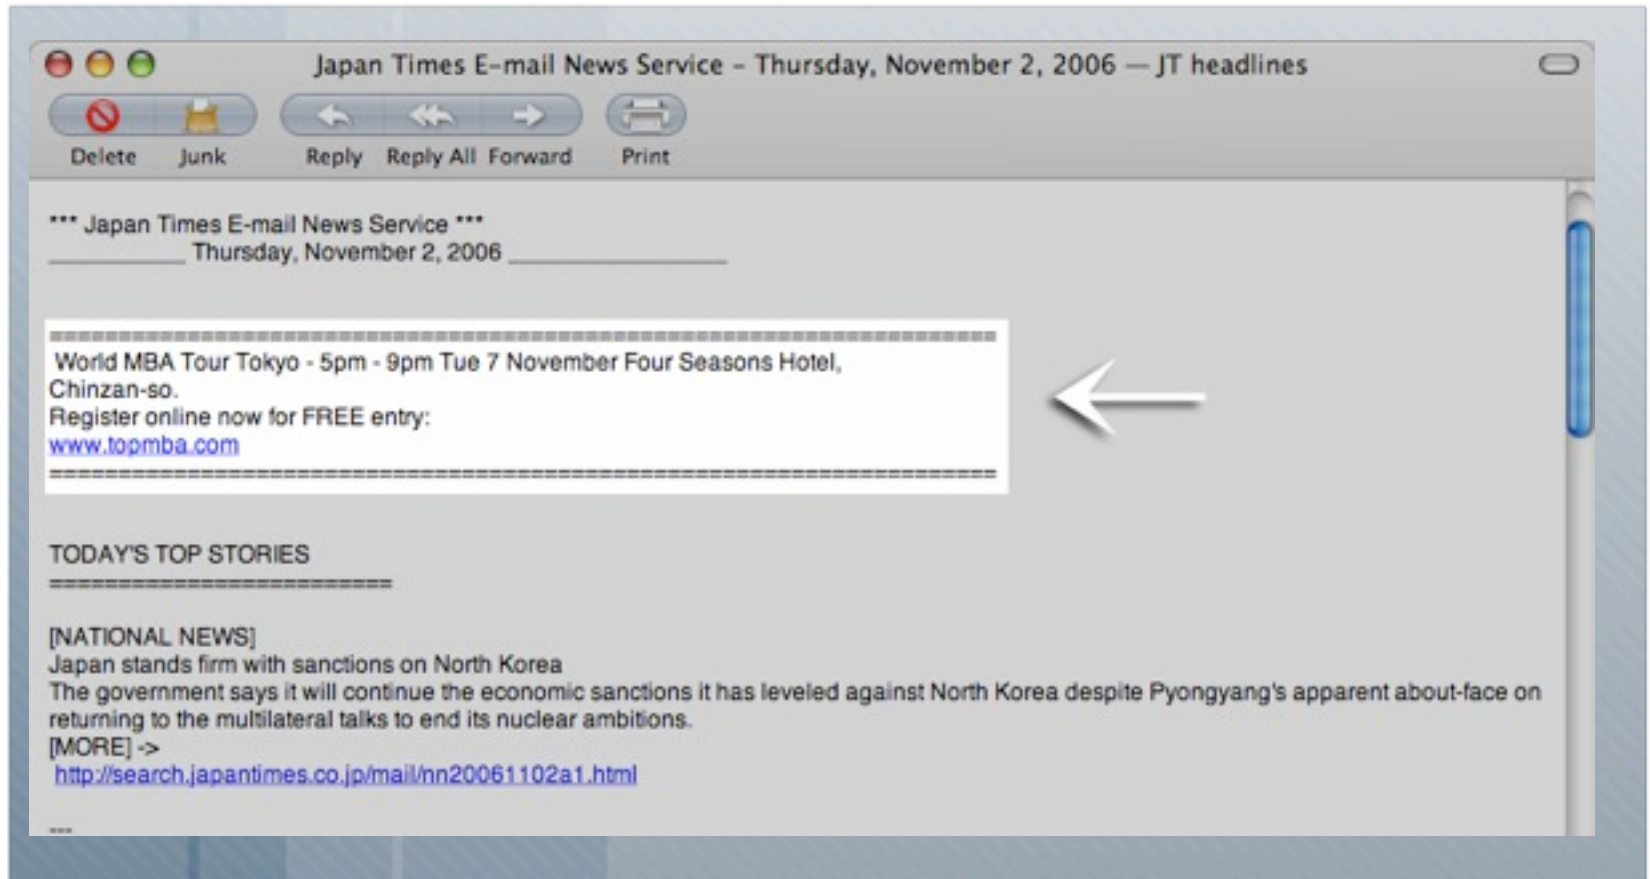 Japan Times E-mail News Service – Thursday, November 2, 2006 — JT headlines
Delete Junk Reply Reply All Forward Print
*** Japan Times E-mail News Service ***
__________ Thursday, November 2, 2006 ________________
=====================================================================
World MBA Tour Tokyo - 5pm - 9pm Tue 7 November Four Seasons Hotel,
Chinzan-so.
Register online now for FREE entry:
www.topmba.com
=====================================================================
TODAY'S TOP STORIES
=========================
[NATIONAL NEWS]
Japan stands firm with sanctions on North Korea
The government says it will continue the economic sanctions it has leveled against North Korea despite Pyongyang's apparent about-face on
returning to the multilateral talks to end its nuclear ambitions.
[MORE] ->
http://search.japantimes.co.jp/mail/nn20061102a1.html
---